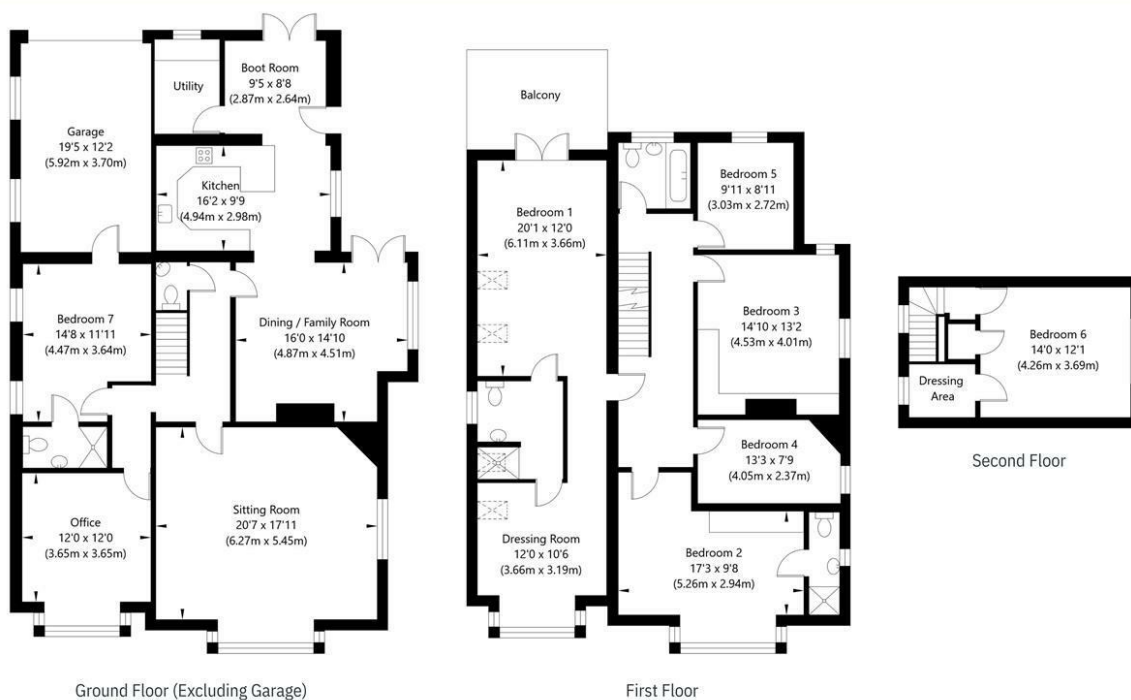 Utility
Boot Room
9'5 x 8'8
(2.87m x 2.64m)
Garage
19'5 x 12'2
(5.92m x 3.70m)
Kitchen
16'2 x 9'9
(4.94m x 2.98m)
Bedroom 7
14'8 x 11'11
(4.47m x 3.64m)
Dining / Family Room
16'0 x 14'10
(4.87m x 4.51m)
Office
12'0 x 12'0
(3.65m x 3.65m)
Sitting Room
20'7 x 17'11
(6.27m x 5.45m)
Ground Floor (Excluding Garage)
Balcony
Bedroom 1
20'1 x 12'0
(6.11m x 3.66m)
Bedroom 5
9'11 x 8'11
(3.03m x 2.72m)
Bedroom 3
14'10 x 13'2
(4.53m x 4.01m)
Bedroom 4
13'3 x 7'9
(4.05m x 2.37m)
Dressing Room
12'0 x 10'6
(3.66m x 3.19m)
Bedroom 2
17'3 x 9'8
(5.26m x 2.94m)
First Floor
Bedroom 6
14'0 x 12'1
(4.26m x 3.69m)
Dressing
Area
Second Floor